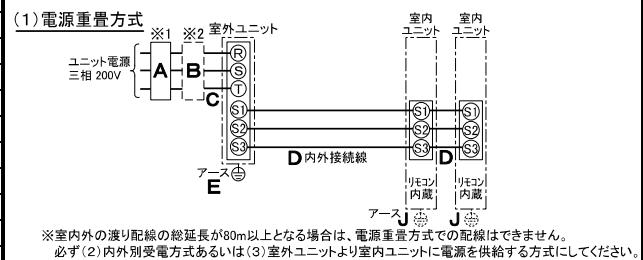 (1)電源重畳方式
※1 ※2 室外ユニット 室内ユニット 室内ユニット
ユニット電源
三相 200V
A B C
R
S
T
S1 S1 S1
S2 S2 S2
S3 S3 S3
D 内外接続線 D
アース
E
リモコン内蔵 リモコン内蔵
アース J J
※室内外の渡り配線の総延長が80m以上となる場合は、電源重畳方式での配線はできません。
必ず(2)内外別受電方式あるいは(3)室外ユニットより室内ユニットに電源を供給する方式にしてください。